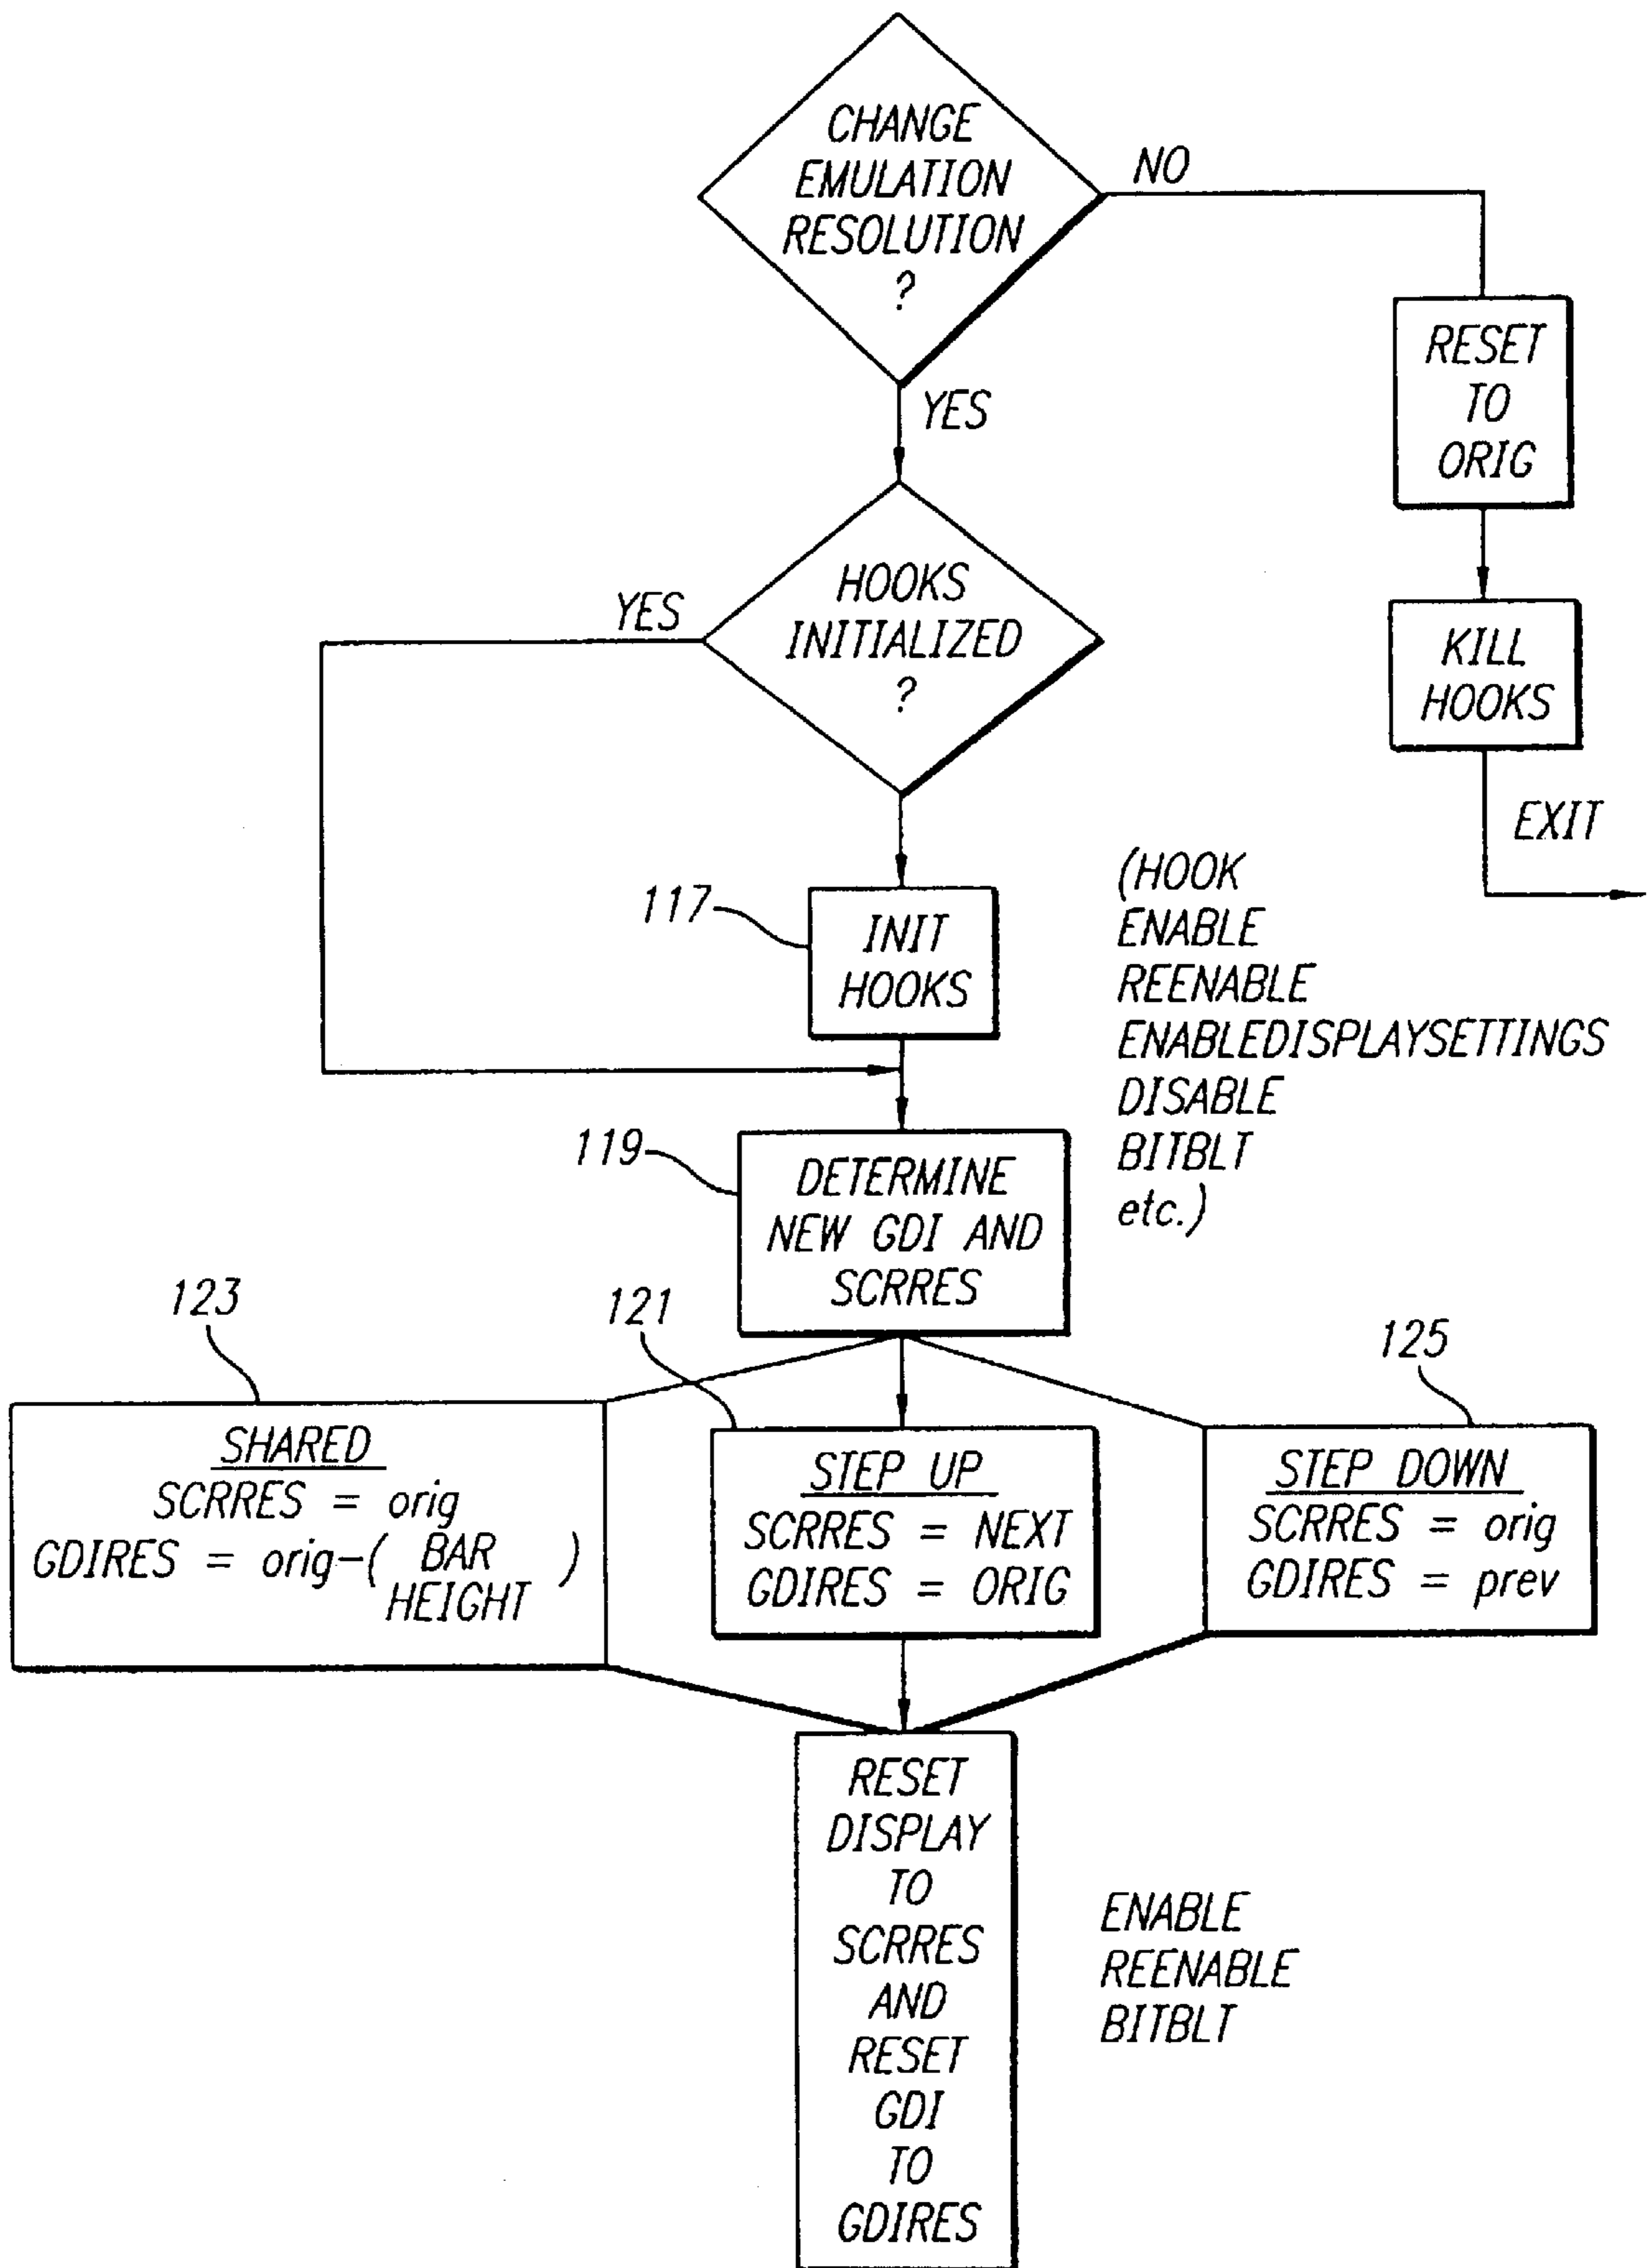 CHANGE
EMULATION
RESOLUTION
?
NO
YES
RESET
TO
ORIG
KILL
HOOKS
EXIT
HOOKS
INITIALIZED
?
YES
117
INIT
HOOKS
(HOOK
ENABLE
REENABLE
ENABLEDISPLAYSETTINGS
DISABLE
BITBLT
etc.)
119
DETERMINE
NEW GDI AND
SCRRES
123
SHARED
SCRRES = orig
GDIRES = orig-( BAR
HEIGHT )
121
STEP UP
SCRRES = NEXT
GDIRES = ORIG
125
STEP DOWN
SCRRES = orig
GDIRES = prev
RESET
DISPLAY
TO
SCRRES
AND
RESET
GDI
TO
GDIRES
ENABLE
REENABLE
BITBLT